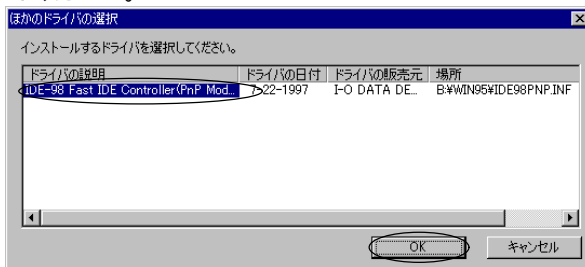 ほかのドライバの選択
インストールするドライバを選択してください。
ドライバの説明 ドライバの日付 ドライバの販売元 場所
IDE-98 Fast IDE Controller(PnP Mod... 7-22-1997 I-O DATA DE... B:¥WIN95¥IDE98PNP.INF
OK キャンセル